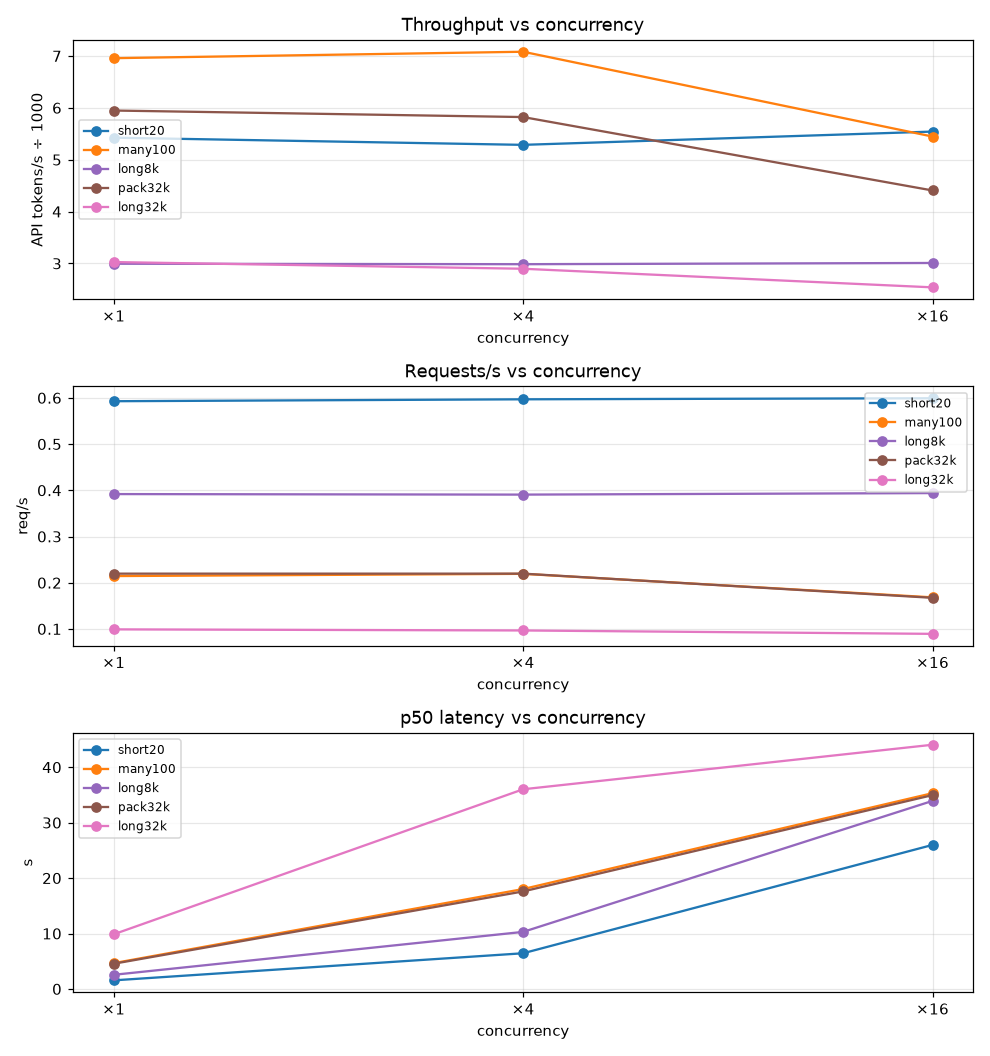 Throughput vs concurrency
API tokens/s ÷ 1000
7
6
5
4
3
short20
many100
long8k
pack32k
long32k
×1 ×4 ×16
concurrency
Requests/s vs concurrency
req/s
0.6
0.5
0.4
0.3
0.2
0.1
short20
many100
long8k
pack32k
long32k
×1 ×4 ×16
concurrency
p50 latency vs concurrency
s
40
30
20
10
0
short20
many100
long8k
pack32k
long32k
×1 ×4 ×16
concurrency